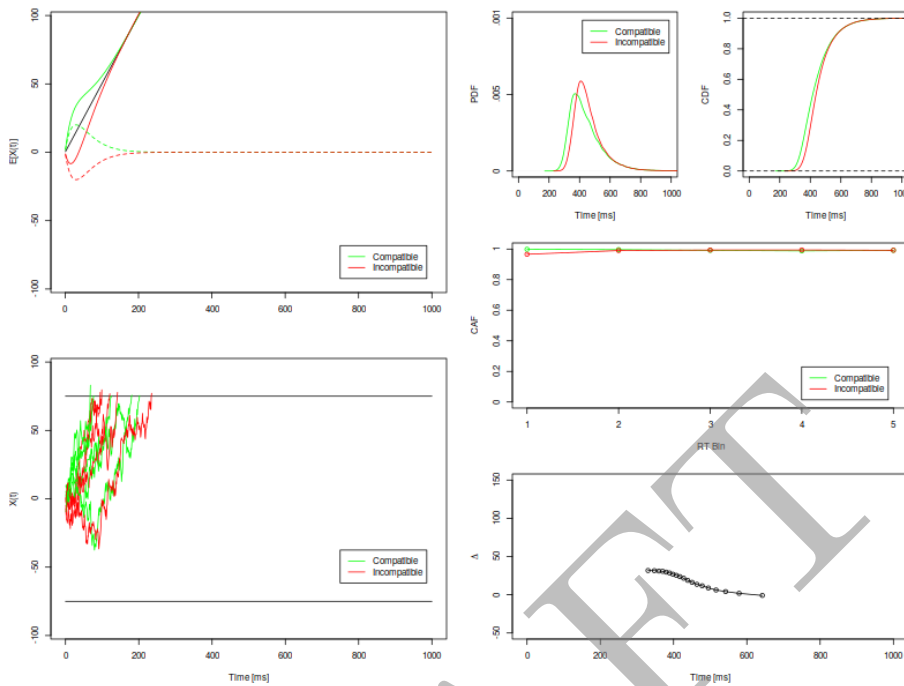 100
50
0
-50
-100
E[X(t)]
Compatible
Incompatible
0 200 400 600 800 1000
.001
.005
0
PDF
Compatible
Incompatible
0 200 400 600 800 1000
Time [ms]
1.0
0.8
0.6
0.4
0.2
0.0
CDF
0 200 400 600 800 1000
Time [ms]
1
0.8
0.6
0.4
0.2
0
CAF
Compatible
Incompatible
1 2 3 4 5
RT Bin
100
50
0
-50
-100
X(t)
Compatible
Incompatible
0 200 400 600 800 1000
Time [ms]
150
100
50
0
-50
Δ
0 200 400 600 800 1000
Time [ms]